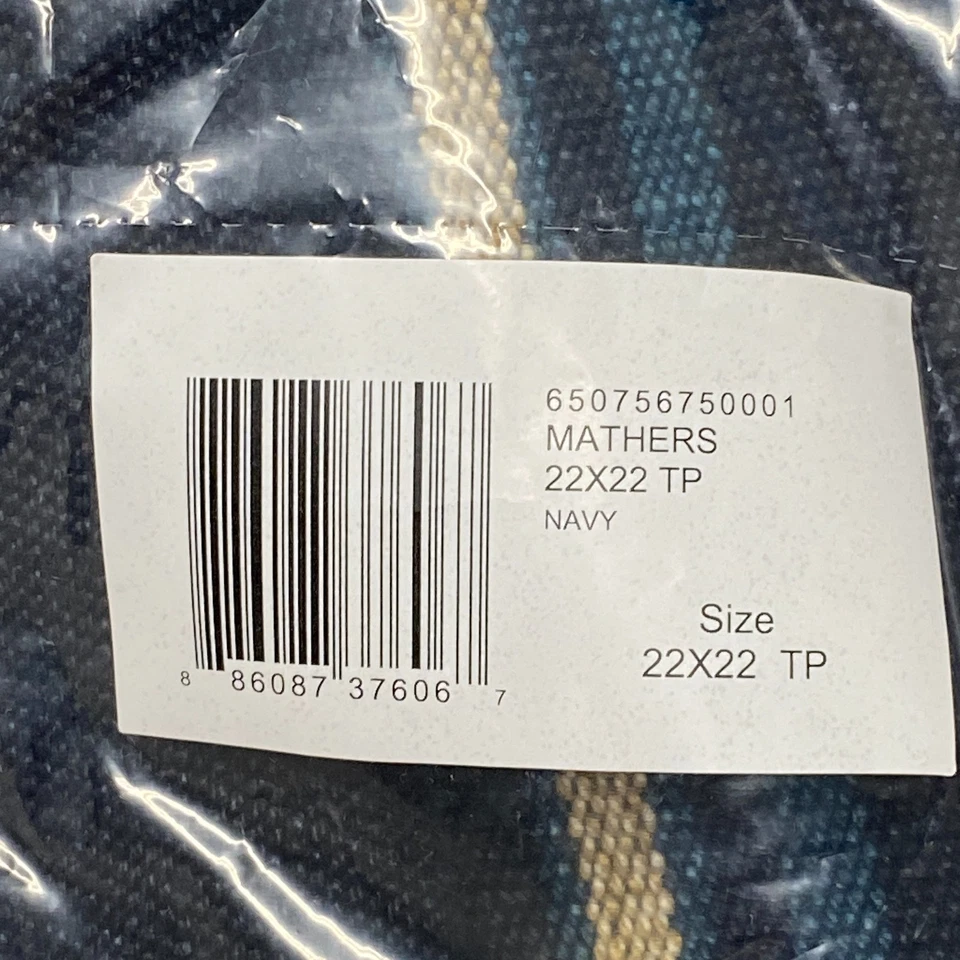 650756750001
MATHERS
22X22 TP
NAVY
Size
22X22 TP
8 86087 37606 7